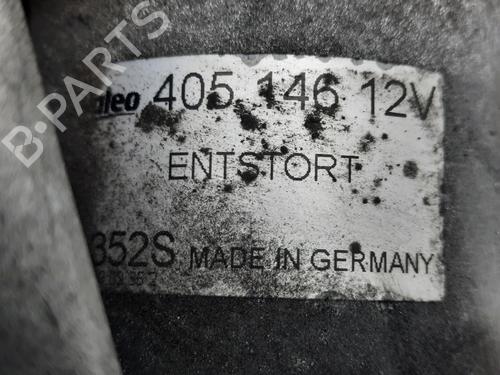 B-PARTS
Valeo 405 146 12V
ENTSTÖRT
352S MADE IN GERMANY